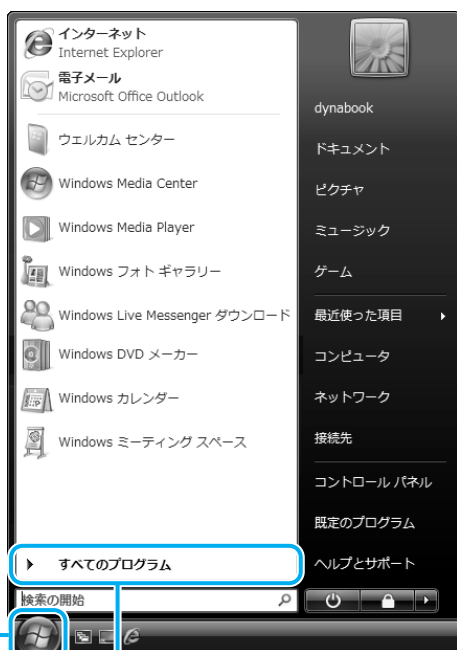 インターネット
Internet Explorer
電子メール
Microsoft Office Outlook
ウェルカム センター
Windows Media Center
Windows Media Player
Windows フォト ギャラリー
Windows Live Messenger ダウンロード
Windows DVD メーカー
Windows カレンダー
Windows ミーティング スペース
すべてのプログラム
検索の開始
dynabook
ドキュメント
ピクチャ
ミュージック
ゲーム
最近使った項目
コンピュータ
ネットワーク
接続先
コントロール パネル
既定のプログラム
ヘルプとサポート